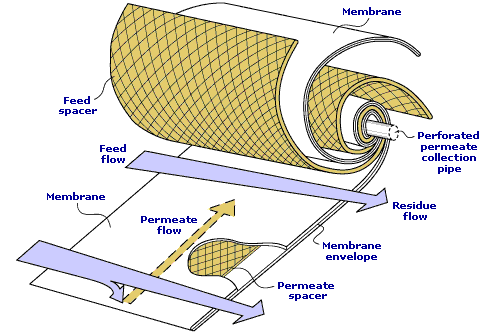 Membrane
Feed
spacer
Perforated
permeate
collection
pipe
Feed
flow
Membrane
Residue
flow
Permeate
flow
Membrane
envelope
Permeate
spacer